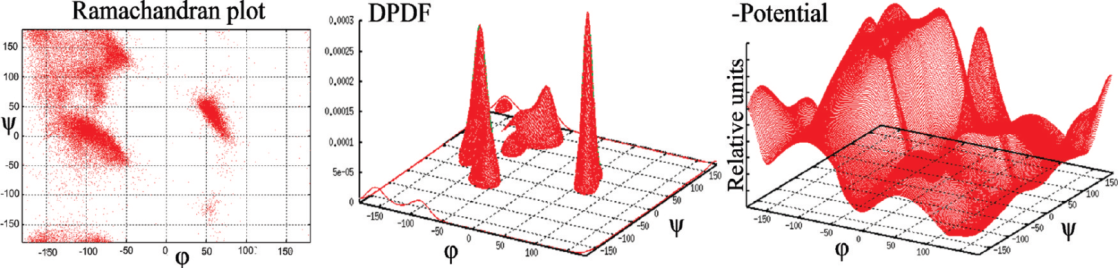 Ramachandran plot
150
100
50
ψ 0
-50
-100
-150
-150 -100 -50 0 50 100 150
φ
DPDF
0.0003
0.00025
0.0002
0.00015
0.0001
5e-05
0
-150 -100 -50 0 50 100
φ
-150 -100 -50 0 50 100 150
ψ
-Potential
Relative units
-150 -100 -50 0 50 100
φ
-150 -100 -50 0 50 100 150
ψ